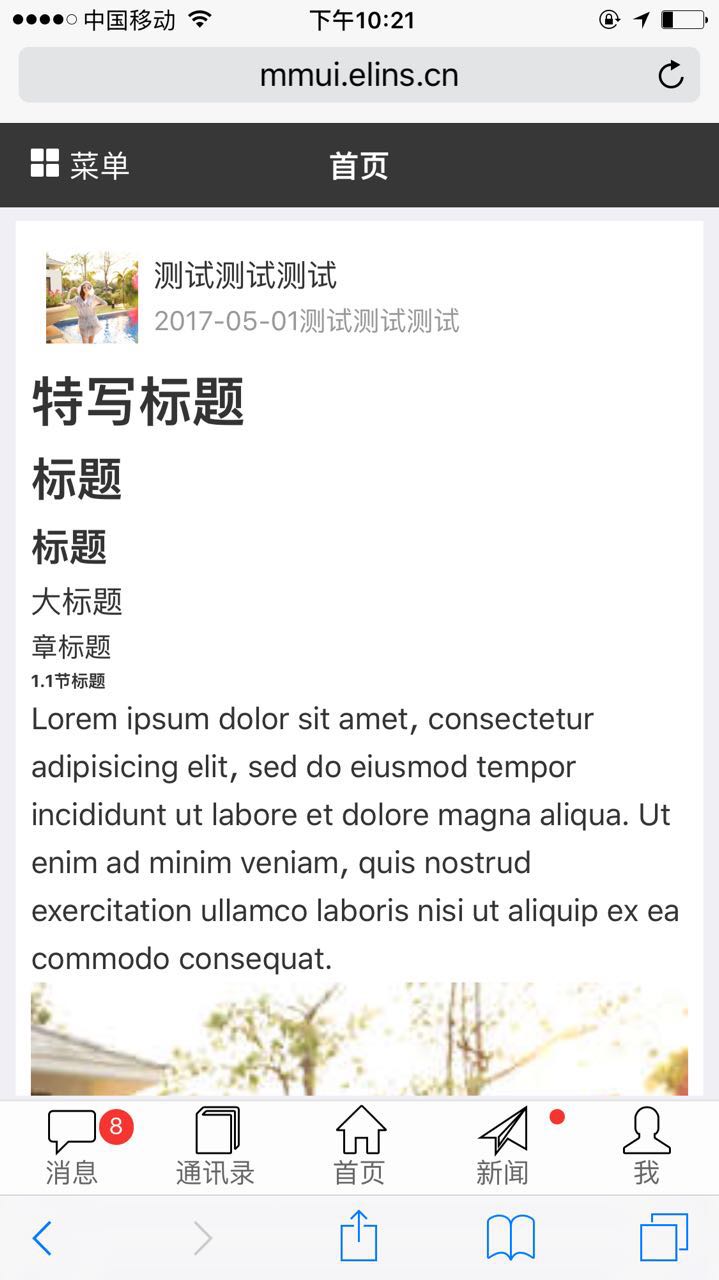 中国移动 下午10:21
mmui.elins.cn
菜单 首页
测试测试测试
2017-05-01测试测试测试
特写标题
标题
标题
大标题
章标题
1.1节标题
Lorem ipsum dolor sit amet, consectetur
adipisicing elit, sed do eiusmod tempor
incididunt ut labore et dolore magna aliqua. Ut
enim ad minim veniam, quis nostrud
exercitation ullamco laboris nisi ut aliquip ex ea
commodo consequat.
8
消息 通讯录 首页 新闻 我